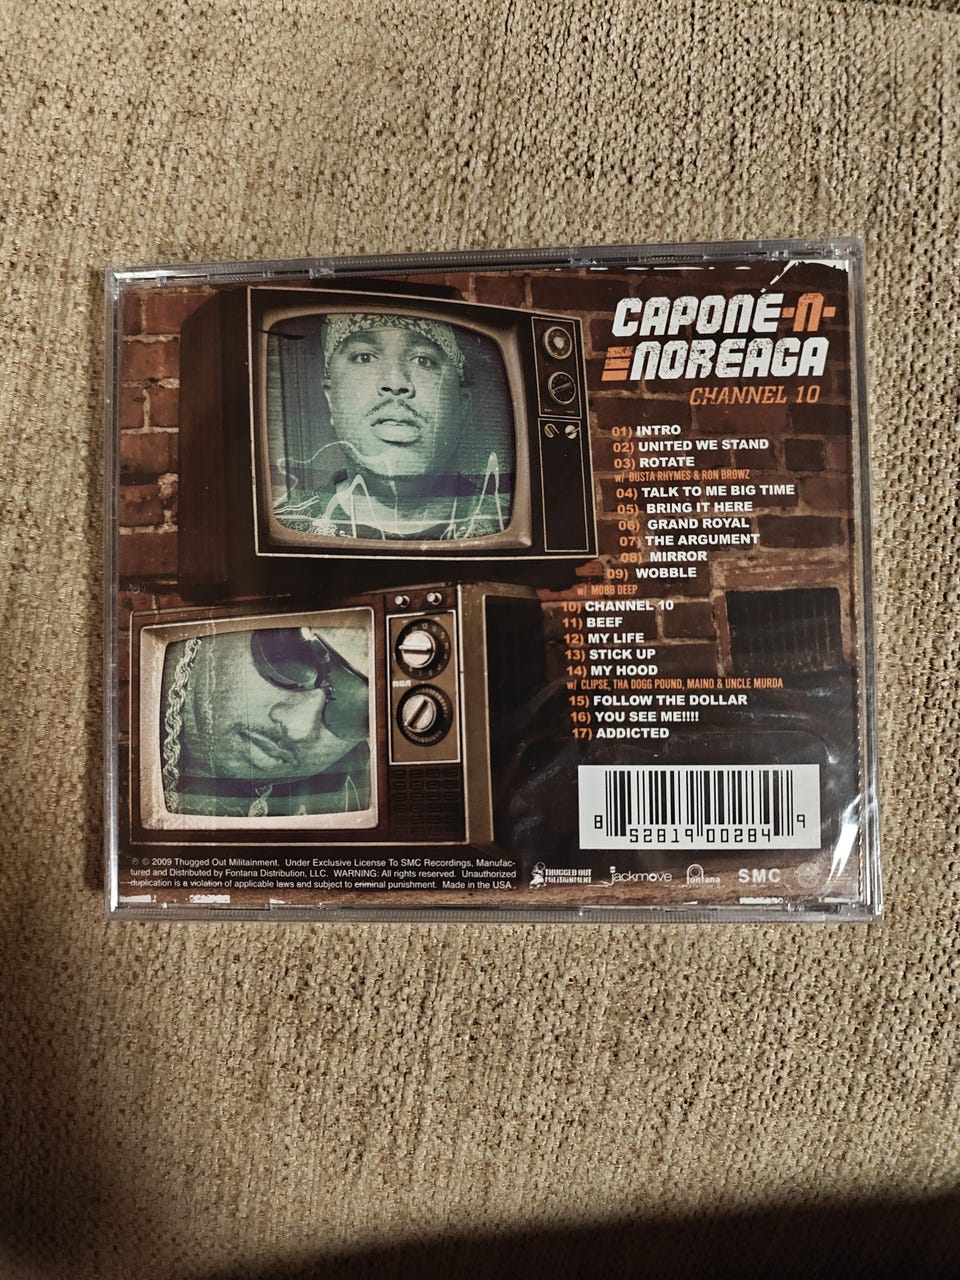 CAPONE-N-
NOREAGA
CHANNEL 10
01) INTRO
02) UNITED WE STAND
03) ROTATE
w/ BUSTA RHYMES & RON BROWZ
04) TALK TO ME BIG TIME
05) BRING IT HERE
06) GRAND ROYAL
07) THE ARGUMENT
08) MIRROR
09) WOBBLE
w/ MOBB DEEP
10) CHANNEL 10
11) BEEF
12) MY LIFE
13) STICK UP
14) MY HOOD
w/ CLIPSE, THA DOGG POUND, MAINO & UNCLE MURDA
15) FOLLOW THE DOLLAR
16) YOU SEE ME!!!!
17) ADDICTED
RCA
8 52819 00284 9
℗ © 2009 Thugged Out Militainment. Under Exclusive License To SMC Recordings, Manufac-
tured and Distributed by Fontana Distribution, LLC. WARNING: All rights reserved. Unauthorized
duplication is a violation of applicable laws and subject to criminal punishment. Made in the USA.
THUGGED OUT
MILITAINMENT
jackmove
fontana
SMC